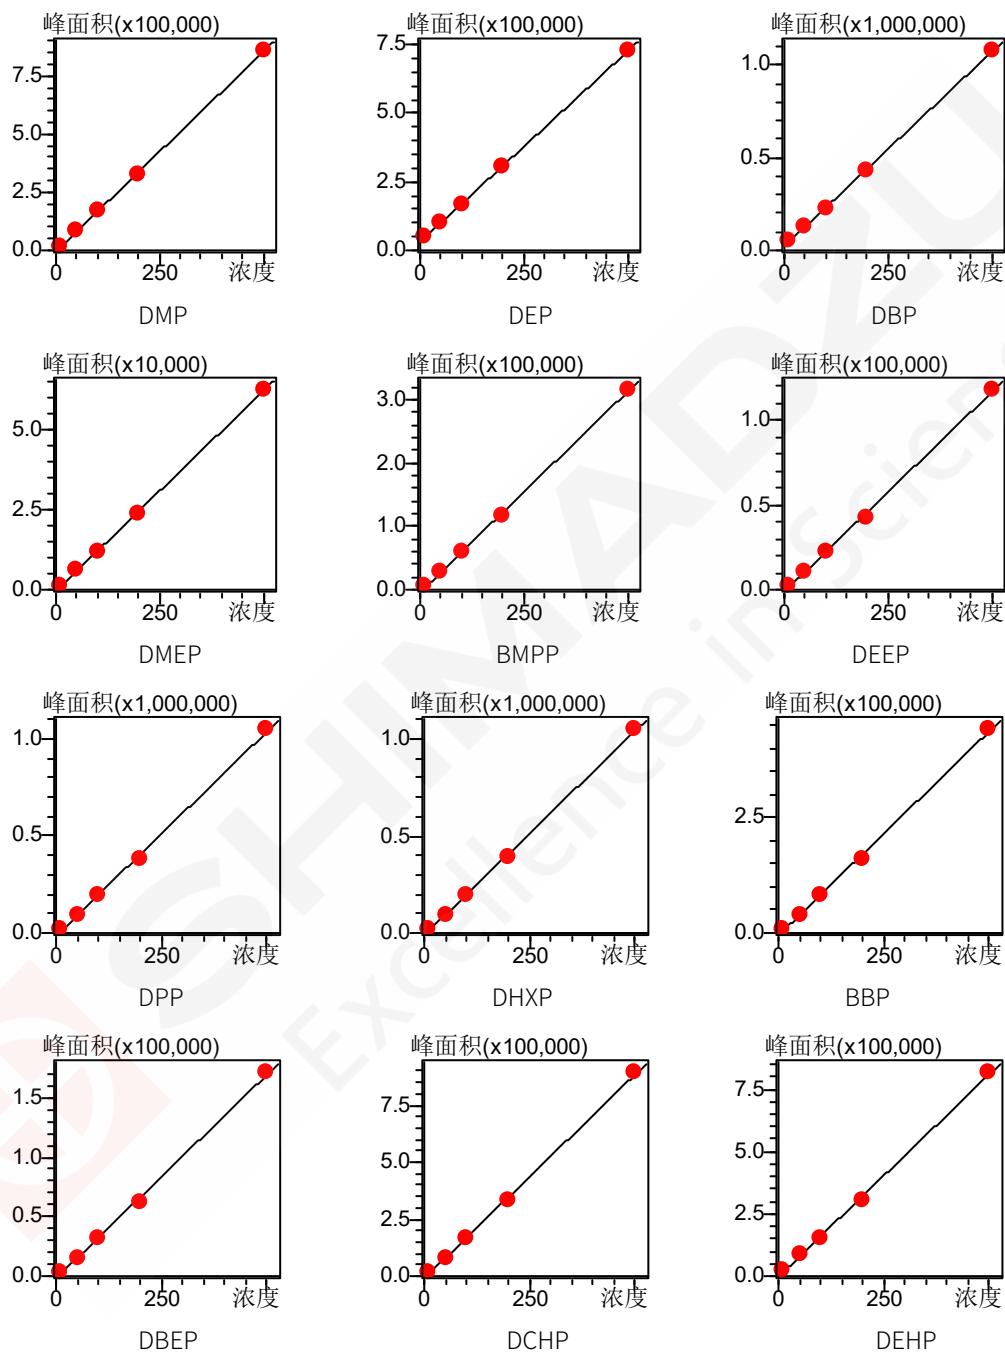 峰面积(x100,000) 峰面积(x100,000) 峰面积(x1,000,000)
7.5 7.5 1.0
5.0 5.0 0.5
2.5 2.5
0.0 0.0 0.0
0 250 浓度 0 250 浓度 0 250 浓度
DMP DEP DBP
峰面积(x10,000) 峰面积(x100,000) 峰面积(x100,000)
5.0 3.0 1.0
2.5 2.0 0.5
1.0
0.0 0.0 0.0
0 250 浓度 0 250 浓度 0 250 浓度
DMEP BMPP DEEP
峰面积(x1,000,000) 峰面积(x1,000,000) 峰面积(x100,000)
1.0 1.0 2.5
0.5 0.5
0.0 0.0 0.0
0 250 浓度 0 250 浓度 0 250 浓度
DPP DHXP BBP
峰面积(x100,000) 峰面积(x100,000) 峰面积(x100,000)
1.5 7.5 7.5
1.0 5.0 5.0
0.5 2.5 2.5
0.0 0.0 0.0
0 250 浓度 0 250 浓度 0 250 浓度
DBEP DCHP DEHP
SHIMADZU
Excellence in Scien